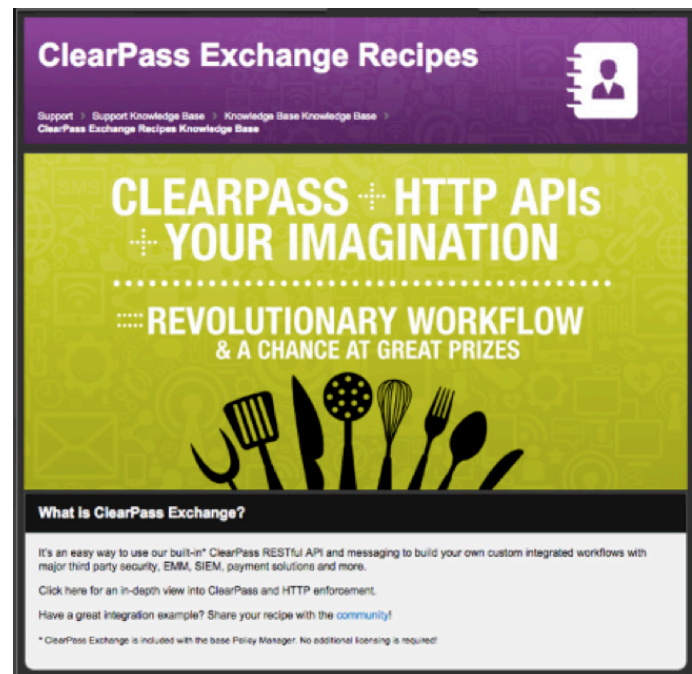 ClearPass Exchange Recipes
Support > Support Knowledge Base > Knowledge Base Knowledge Base >
ClearPass Exchange Recipes Knowledge Base
SMS
CLEARPASS + HTTP APIs
+ YOUR IMAGINATION
REVOLUTIONARY WORKFLOW
& A CHANCE AT GREAT PRIZES
What is ClearPass Exchange?
It's an easy way to use our built-in* ClearPass RESTful API and messaging to build your own custom integrated workflows with
major third party security, EMM, SIEM, payment solutions and more.
Click here for an in-depth view into ClearPass and HTTP enforcement.
Have a great integration example? Share your recipe with the community!
* ClearPass Exchange is included with the base Policy Manager. No additional licensing is required!